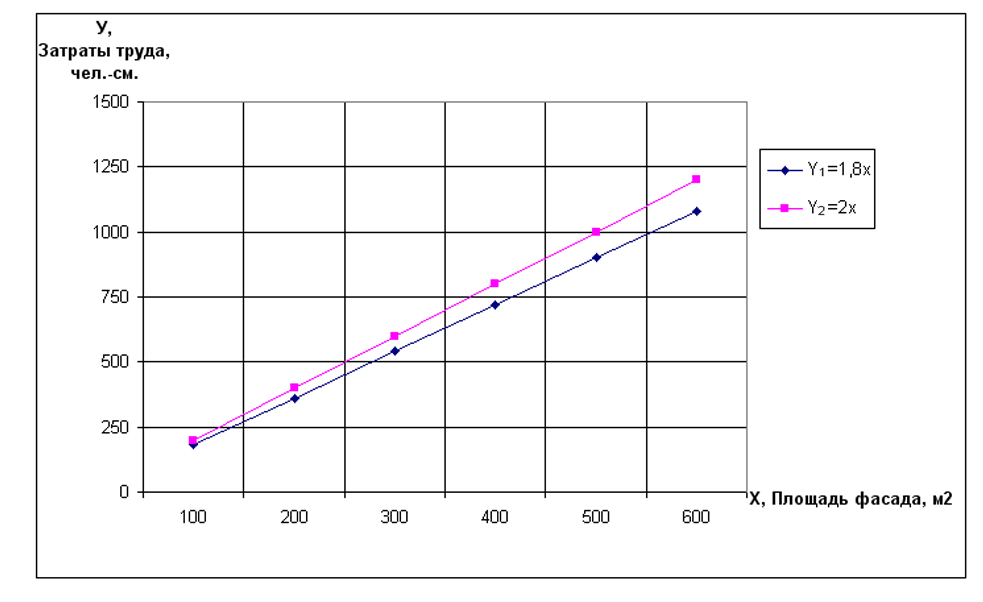 У,
Затраты труда,
чел.-см.
1500
1250
1000
750
500
250
0
100 200 300 400 500 600
Х, Площадь фасада, м2
Y₁=1,8x
Y₂=2x